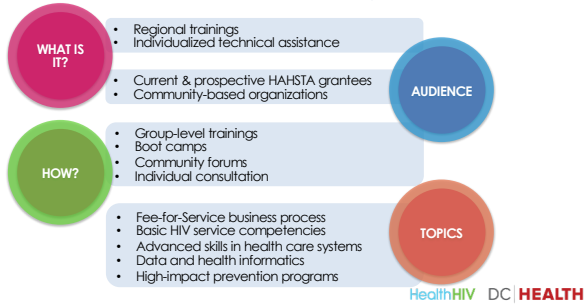 WHAT IS
IT?
• Regional trainings
• Individualized technical assistance
AUDIENCE
• Current & prospective HAHSTA grantees
• Community-based organizations
HOW?
• Group-level trainings
• Boot camps
• Community forums
• Individual consultation
TOPICS
• Fee-for-Service business process
• Basic HIV service competencies
• Advanced skills in health care systems
• Data and health informatics
• High-impact prevention programs
HealthHIV DC|HEALTH